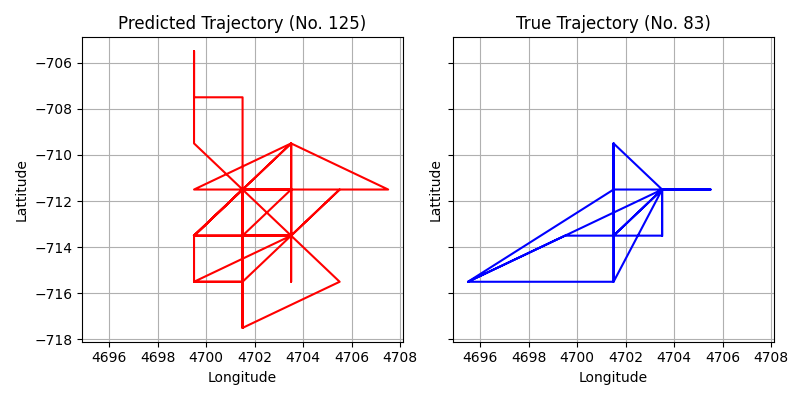 Predicted Trajectory (No. 125)
True Trajectory (No. 83)
−706
−708
−710
−712
−714
−716
−718
Lattitude
Lattitude
4696 4698 4700 4702 4704 4706 4708
4696 4698 4700 4702 4704 4706 4708
Longitude
Longitude